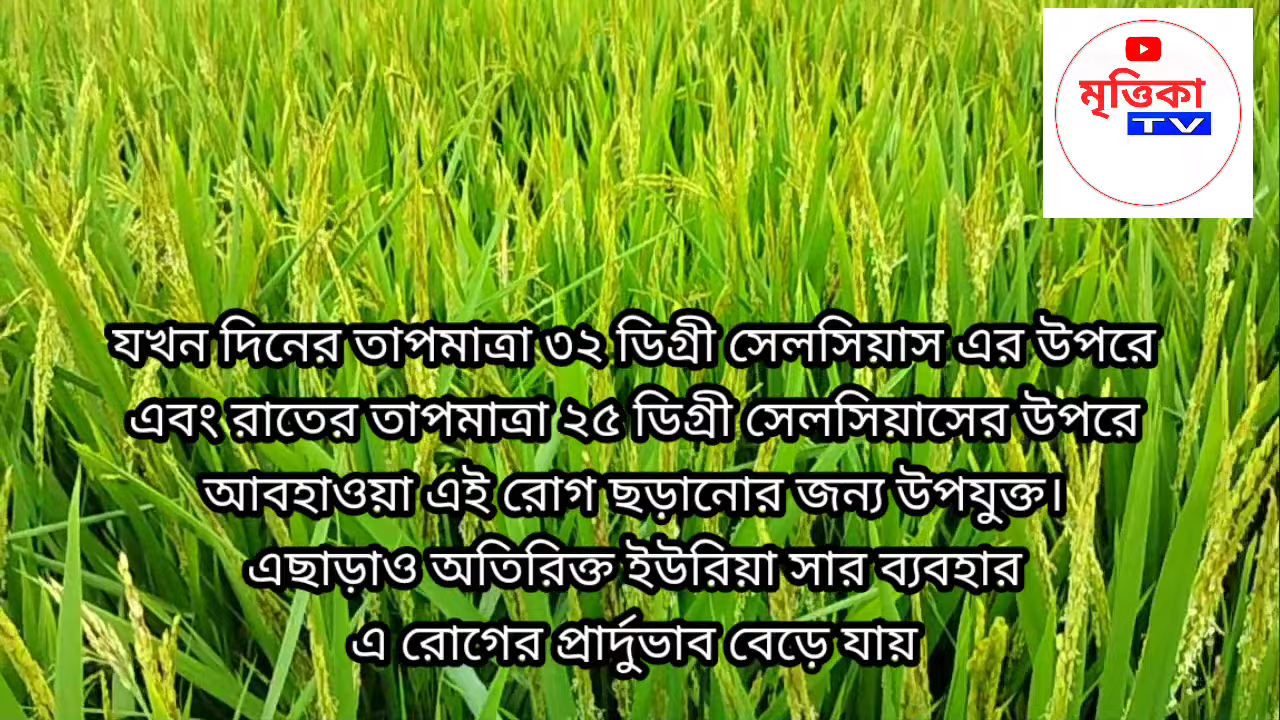 মৃত্তিকা
TV
যখন দিনের তাপমাত্রা ৩২ ডিগ্রী সেলসিয়াস এর উপরে
এবং রাতের তাপমাত্রা ২৫ ডিগ্রী সেলসিয়াসের উপরে
আবহাওয়া এই রোগ ছড়ানোর জন্য উপযুক্ত।
এছাড়াও অতিরিক্ত ইউরিয়া সার ব্যবহার
এ রোগের প্রার্দুভাব বেড়ে যায়